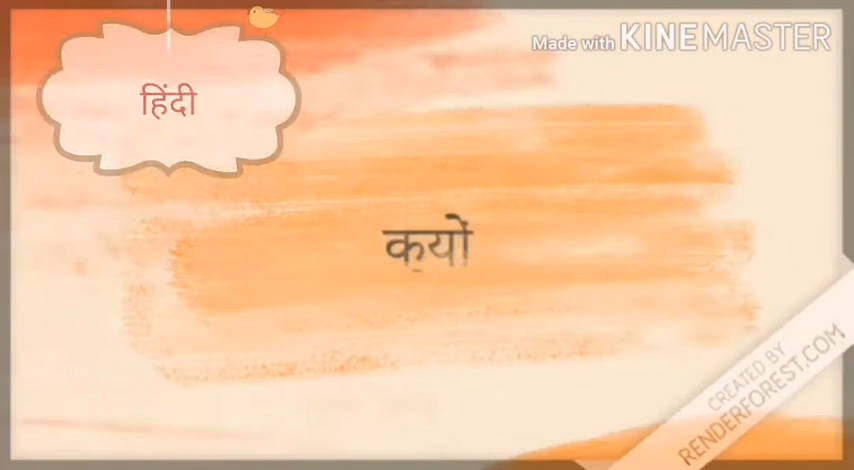 Made with KINEMASTER
हिंदी
क्यों
CREATED BY
RENDERFOREST.COM